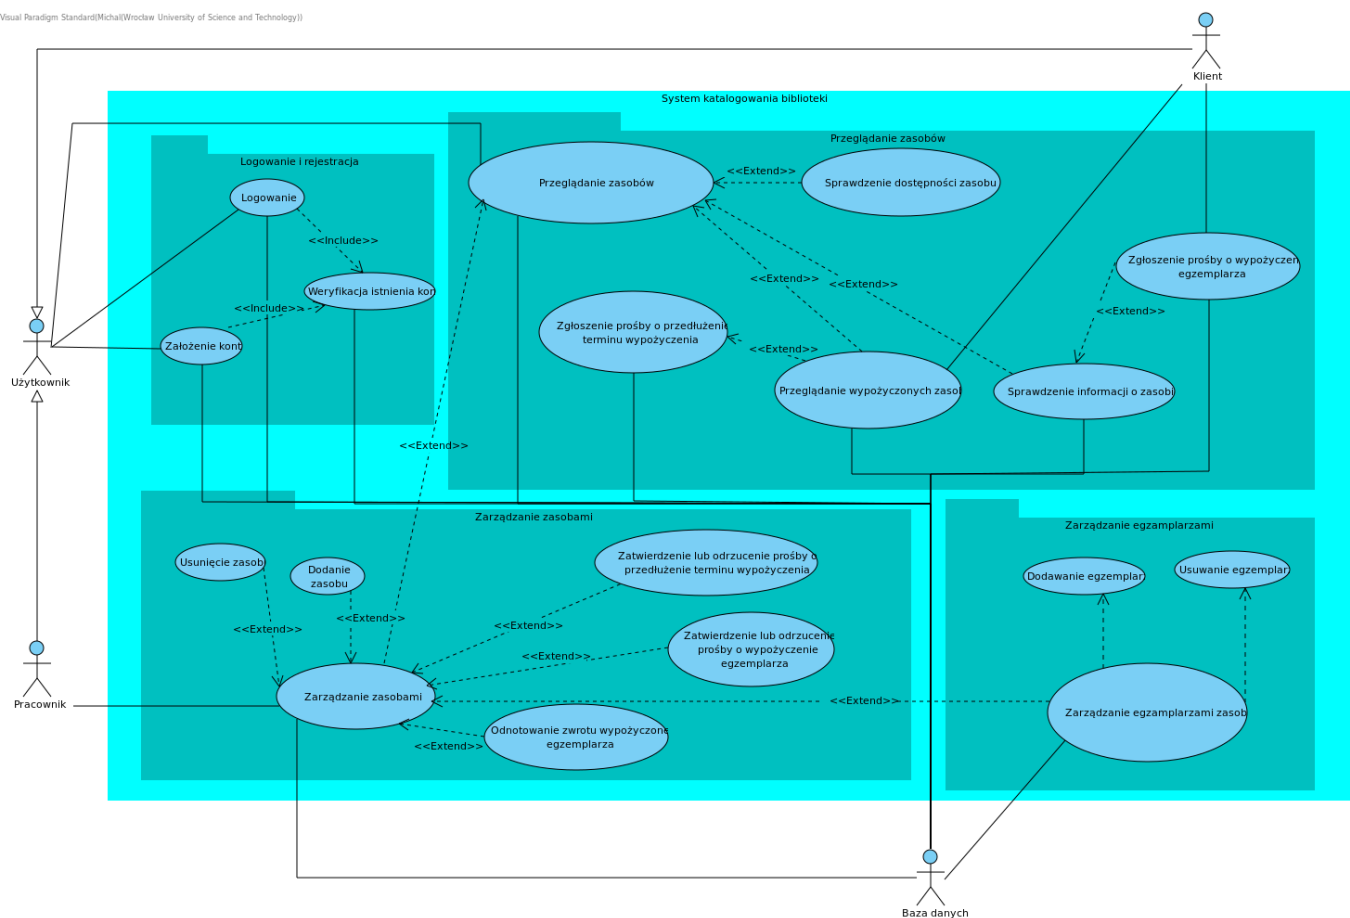 Visual Paradigm Standard(Michal(Wrocław University of Science and Technology))
Klient
System katalogowania biblioteki
Przeglądanie zasobów
Logowanie i rejestracja
<<Extend>>
Przeglądanie zasobów
Sprawdzenie dostępności zasobu
Logowanie
<<Include>>
Zgłoszenie prośby o wypożyczen
egzemplarza
<<Extend>>
<<Extend>>
Weryfikacja istnienia kon
<<Include>>
<<Extend>>
Zgłoszenie prośby o przedłużenie
terminu wypożyczenia
Założenie kont
<<Extend>>
Użytkownik
Przeglądanie wypożyczonych zasol
Sprawdzenie informacji o zasobi
<<Extend>>
Zarządzanie zasobami
Zarządzanie egzamplarzami
Usunięcie zasob
Dodanie
zasobu
Zatwierdzenie lub odrzucenie prośby o
przedłużenie terminu wypożyczenia
Dodawanie egzemplar
Usuwanie egzemplar
<<Extend>>
<<Extend>>
<<Extend>>
Zatwierdzenie lub odrzucenie
prośby o wypożyczenie
egzemplarza
<<Extend>>
Pracownik
Zarządzanie zasobami
<<Extend>>
Zarządzanie egzamplarzami zasob
Odnotowanie zwrotu wypożyczone
egzemplarza
<<Extend>>
Baza danych